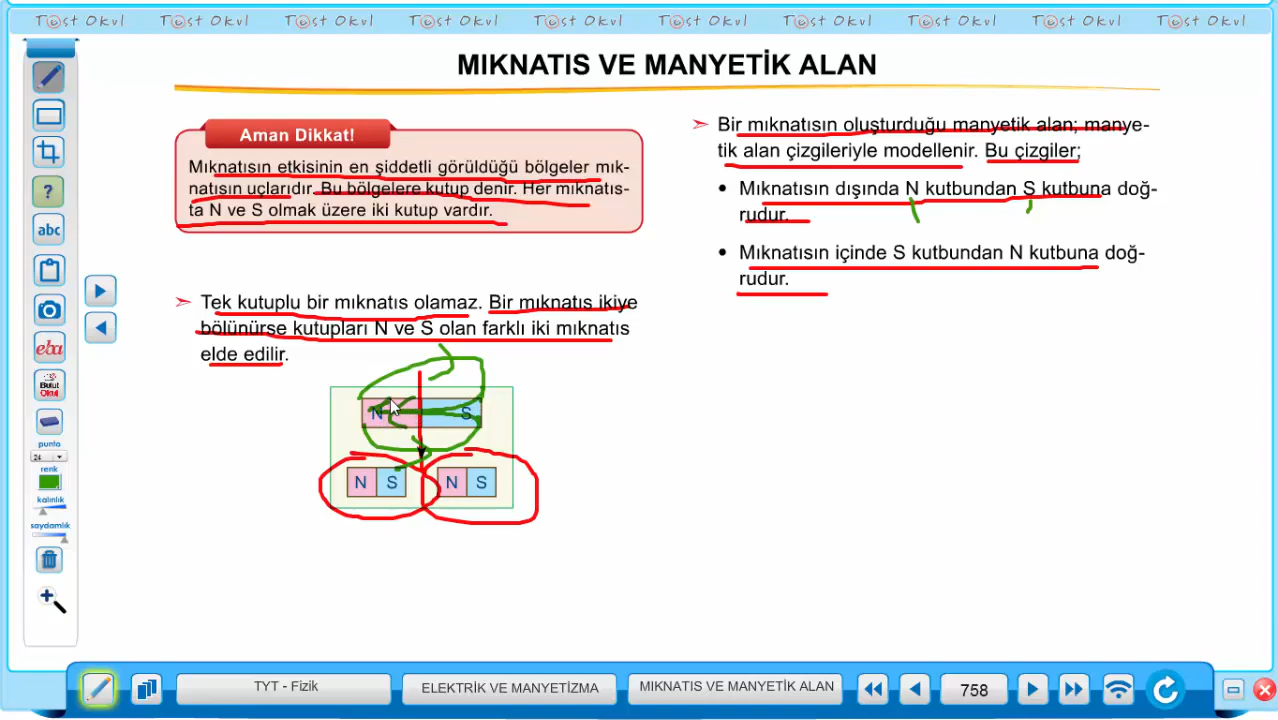 Test Okul Test Okul Test Okul Test Okul Test Okul Test Okul Test Okul Test Okul Test Okul Test Okul
MIKNATIS VE MANYETİK ALAN
Aman Dikkat!
Mıknatısın etkisinin en şiddetli görüldüğü bölgeler mık-
natısın uçlarıdır. Bu bölgelere kutup denir. Her mıknatıs-
ta N ve S olmak üzere iki kutup vardır.
➢ Tek kutuplu bir mıknatıs olamaz. Bir mıknatıs ikiye
bölünürse kutupları N ve S olan farklı iki mıknatıs
elde edilir.
N S
N S N S
➢ Bir mıknatısın oluşturduğu manyetik alan; manye-
tik alan çizgileriyle modellenir. Bu çizgiler;
• Mıknatısın dışında N kutbundan S kutbuna doğ-
rudur.
• Mıknatısın içinde S kutbundan N kutbuna doğ-
rudur.
?
abc
eba
Bulut
Okul
punto
24
renk
kalınlık
saydamlık
TYT - Fizik
ELEKTRİK VE MANYETİZMA
MIKNATIS VE MANYETİK ALAN
758